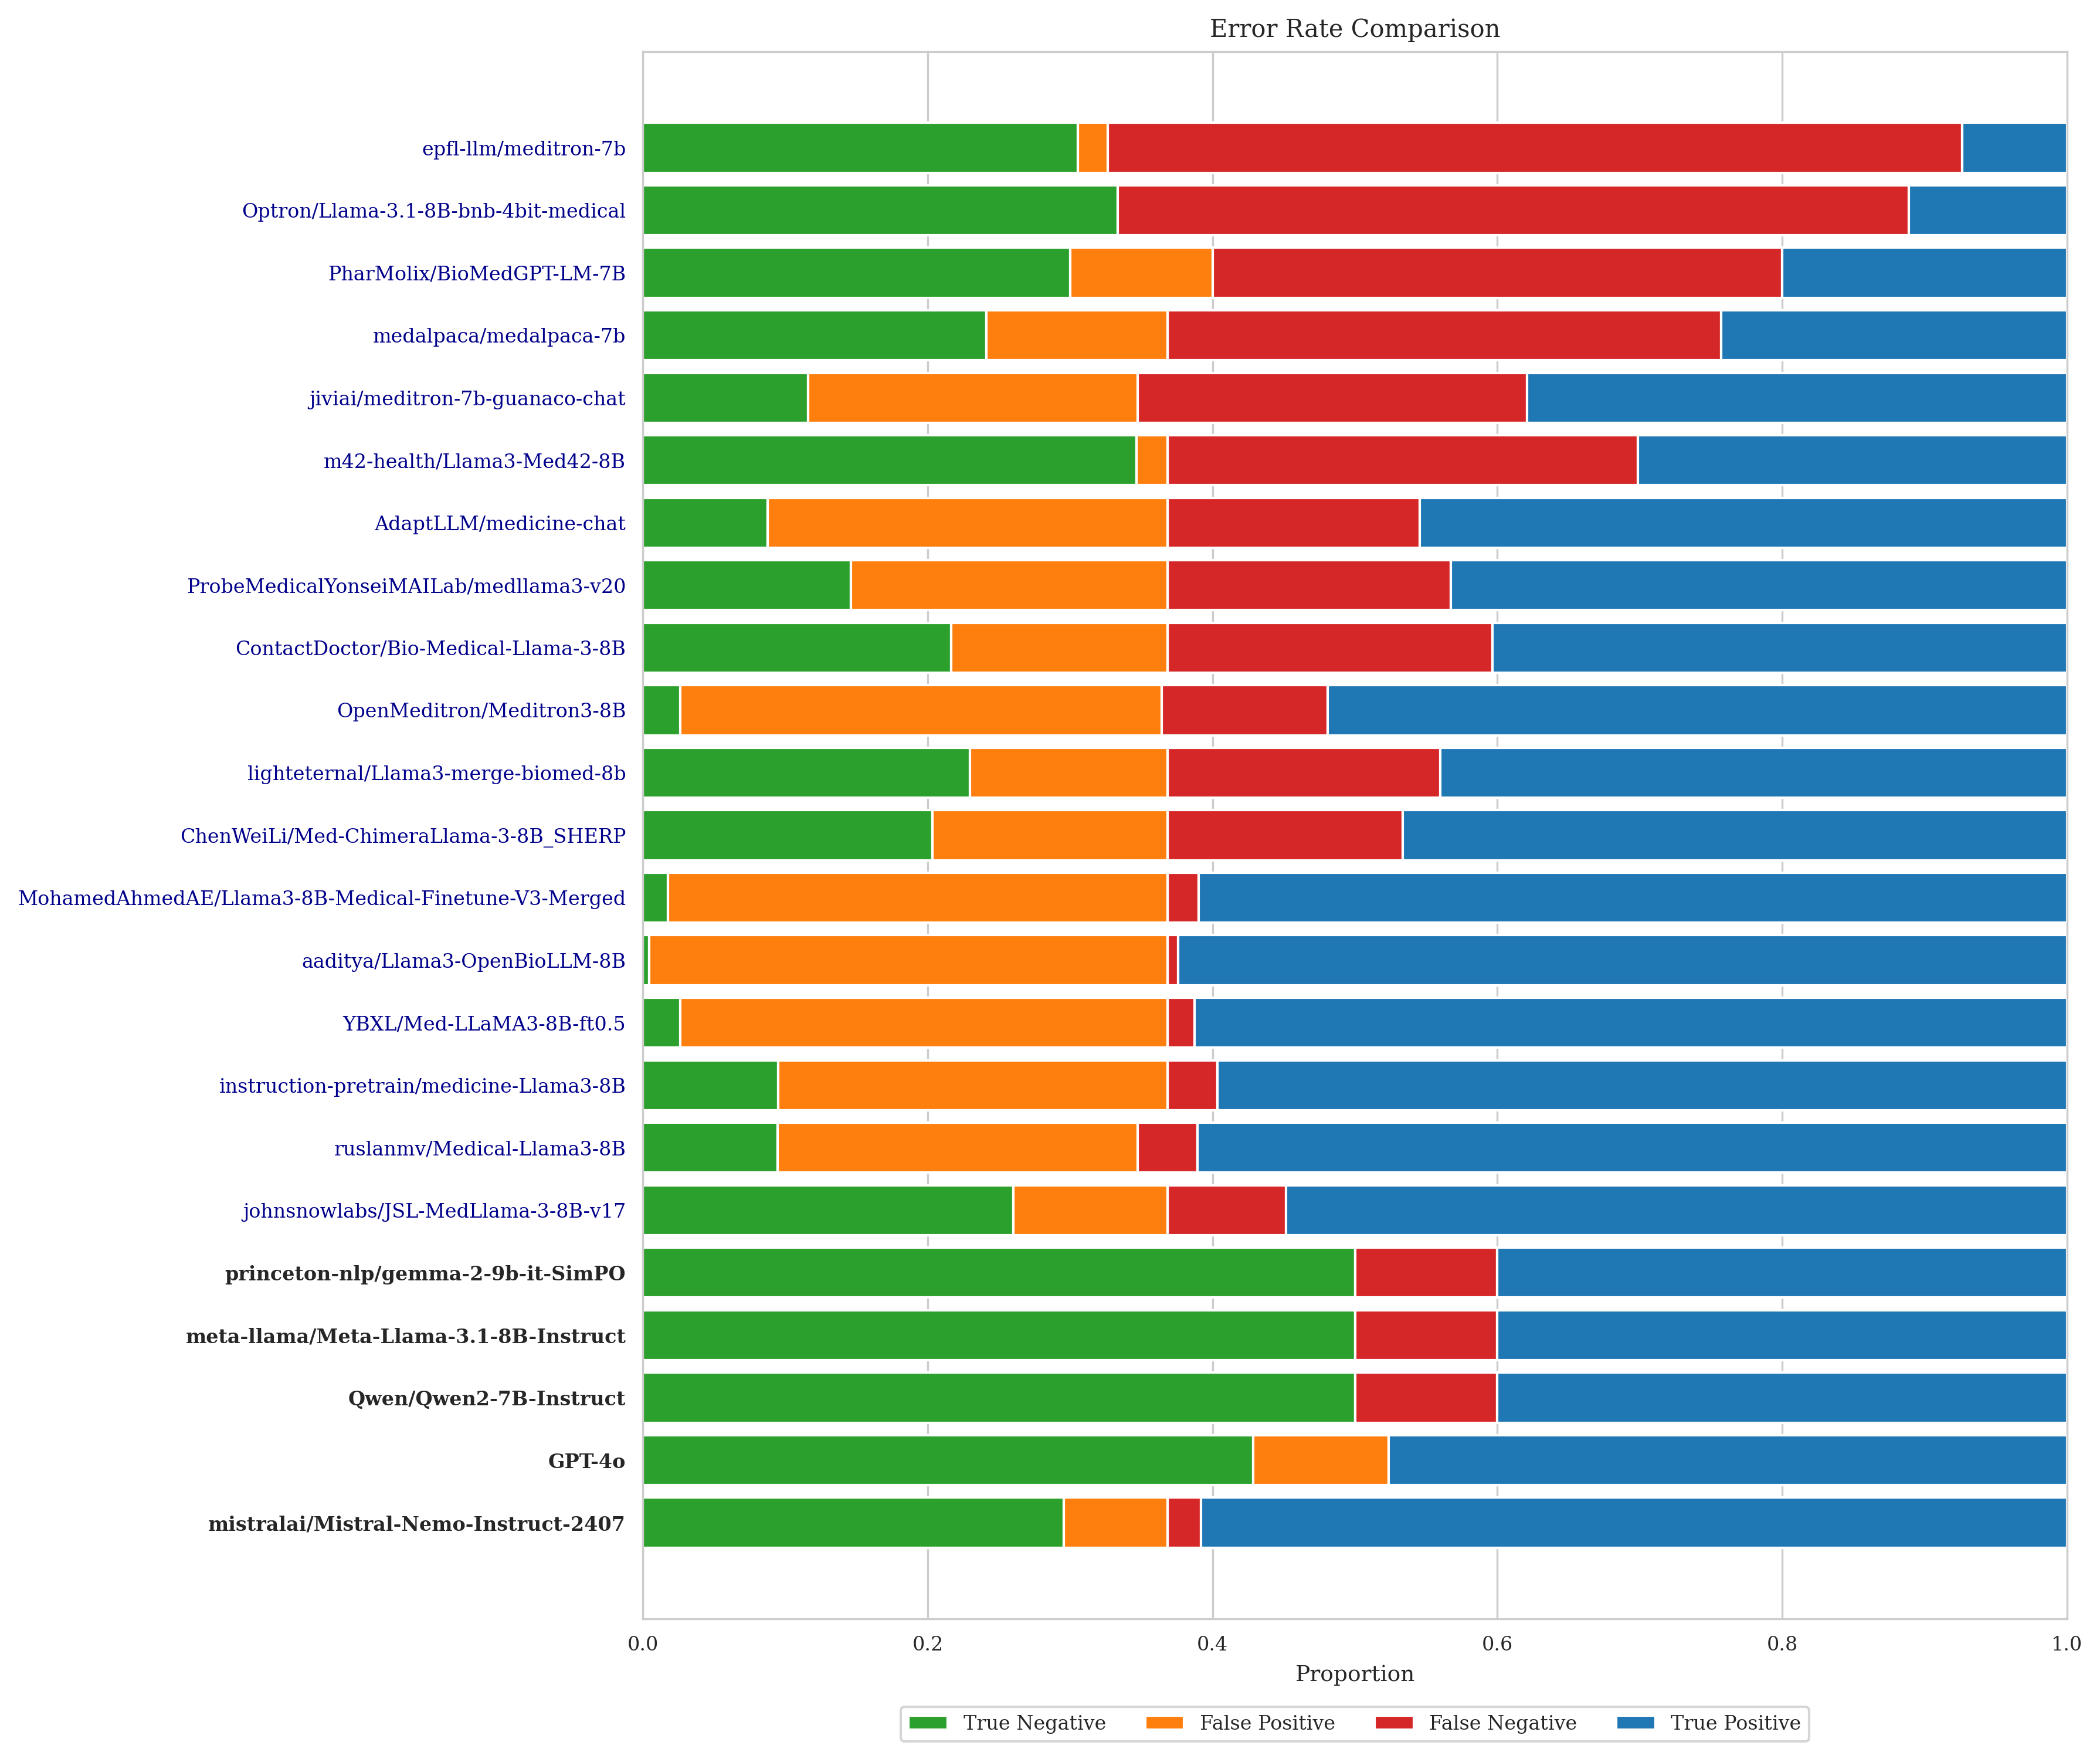 Error Rate Comparison
epfl-llm/meditron-7b
Optron/Llama-3.1-8B-bnb-4bit-medical
PharMolix/BioMedGPT-LM-7B
medalpaca/medalpaca-7b
jiviai/meditron-7b-guanaco-chat
m42-health/Llama3-Med42-8B
AdaptLLM/medicine-chat
ProbeMedicalYonseiMAILab/medllama3-v20
ContactDoctor/Bio-Medical-Llama-3-8B
OpenMeditron/Meditron3-8B
lighteternal/Llama3-merge-biomed-8b
ChenWeiLi/Med-ChimeraLlama-3-8B_SHERP
MohamedAhmedAE/Llama3-8B-Medical-Finetune-V3-Merged
aaditya/Llama3-OpenBioLLM-8B
YBXL/Med-LLaMA3-8B-ft0.5
instruction-pretrain/medicine-Llama3-8B
ruslanmv/Medical-Llama3-8B
johnsnowlabs/JSL-MedLlama-3-8B-v17
princeton-nlp/gemma-2-9b-it-SimPO
meta-llama/Meta-Llama-3.1-8B-Instruct
Qwen/Qwen2-7B-Instruct
GPT-4o
mistralai/Mistral-Nemo-Instruct-2407
0.0 0.2 0.4 0.6 0.8 1.0
Proportion
True Negative False Positive False Negative True Positive